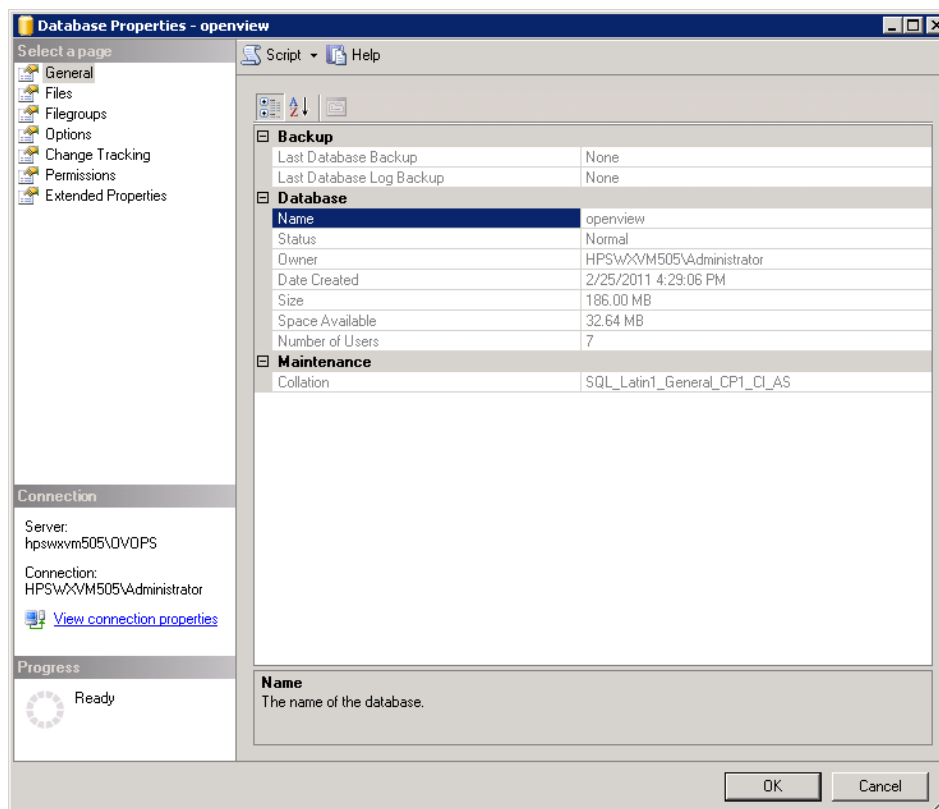 Database Properties - openview
Select a page
General
Files
Filegroups
Options
Change Tracking
Permissions
Extended Properties
Connection
Server:
hpswxvm505\OVOPS
Connection:
HPSWXVM505\Administrator
View connection properties
Progress
Ready
Script Help
Backup
Last Database Backup None
Last Database Log Backup None
Database
Name openview
Status Normal
Owner HPSWXVM505\Administrator
Date Created 2/25/2011 4:29:06 PM
Size 186.00 MB
Space Available 32.64 MB
Number of Users 7
Maintenance
Collation SQL_Latin1_General_CP1_CI_AS
Name
The name of the database.
OK Cancel